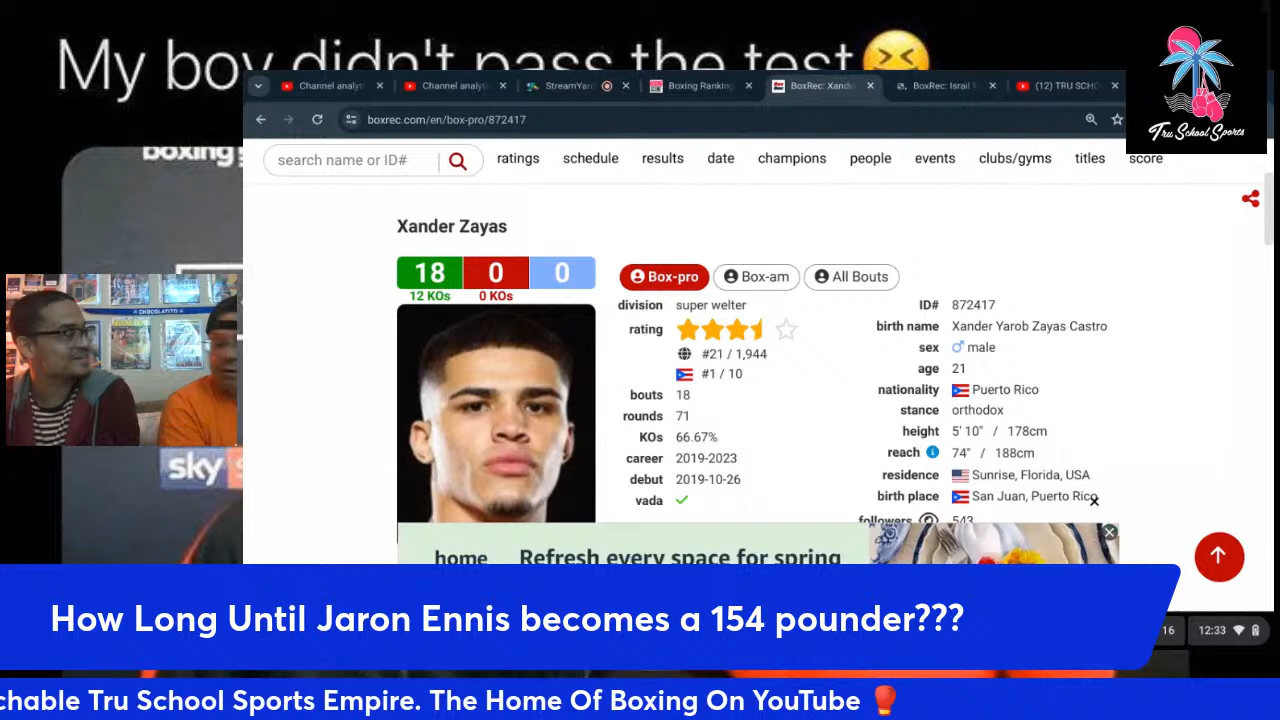 My boy didn't pass the test😆
boxing
Channel analyti
Channel analyti
StreamYar
Boxing Ranking
BoxRec: Xande
BoxRec: Israil M
(12) TRU SCHO
boxrec.com/en/box-pro/872417
Tru School Sports
search name or ID#
ratings
schedule
results
date
champions
people
events
clubs/gyms
titles
score
Xander Zayas
18 0 0
12 KOs 0 KOs
Box-pro Box-am All Bouts
division super welter
rating
#21 / 1,944
#1 / 10
bouts 18
rounds 71
KOs 66.67%
career 2019-2023
debut 2019-10-26
vada
ID# 872417
birth name Xander Yarob Zayas Castro
sex ♂ male
age 21
nationality Puerto Rico
stance orthodox
height 5' 10" / 178cm
reach 74" / 188cm
residence Sunrise, Florida, USA
birth place San Juan, Puerto Rico
followers 543
CHOCOLATITO
sky
home Refresh every space for spring
How Long Until Jaron Ennis becomes a 154 pounder???
16 12:33
chable Tru School Sports Empire. The Home Of Boxing On YouTube 🥊